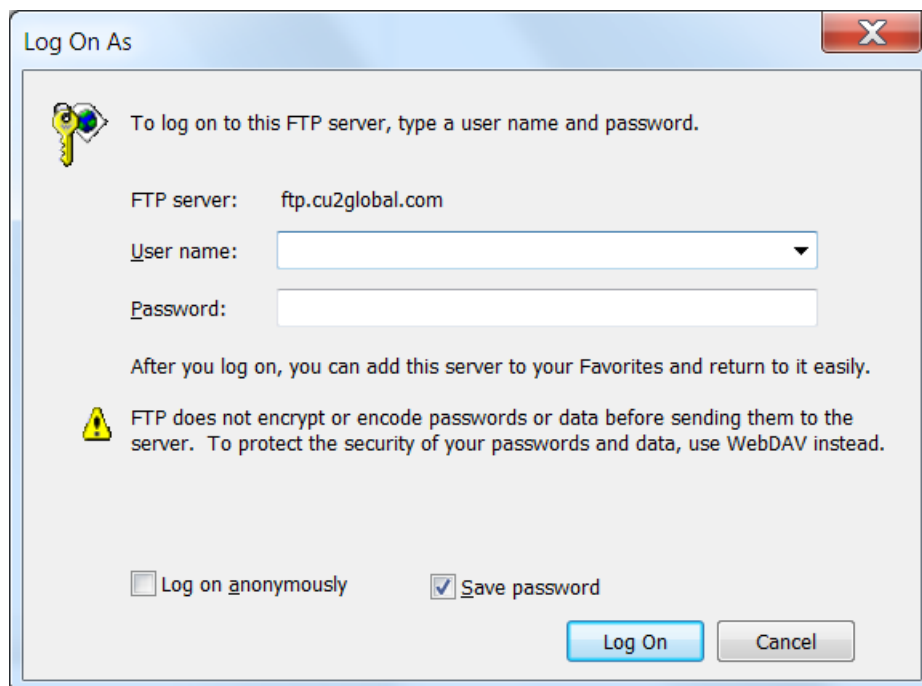 Log On As
To log on to this FTP server, type a user name and password.
FTP server: ftp.cu2global.com
User name:
Password:
After you log on, you can add this server to your Favorites and return to it easily.
FTP does not encrypt or encode passwords or data before sending them to the
server. To protect the security of your passwords and data, use WebDAV instead.
Log on anonymously Save password
Log On Cancel